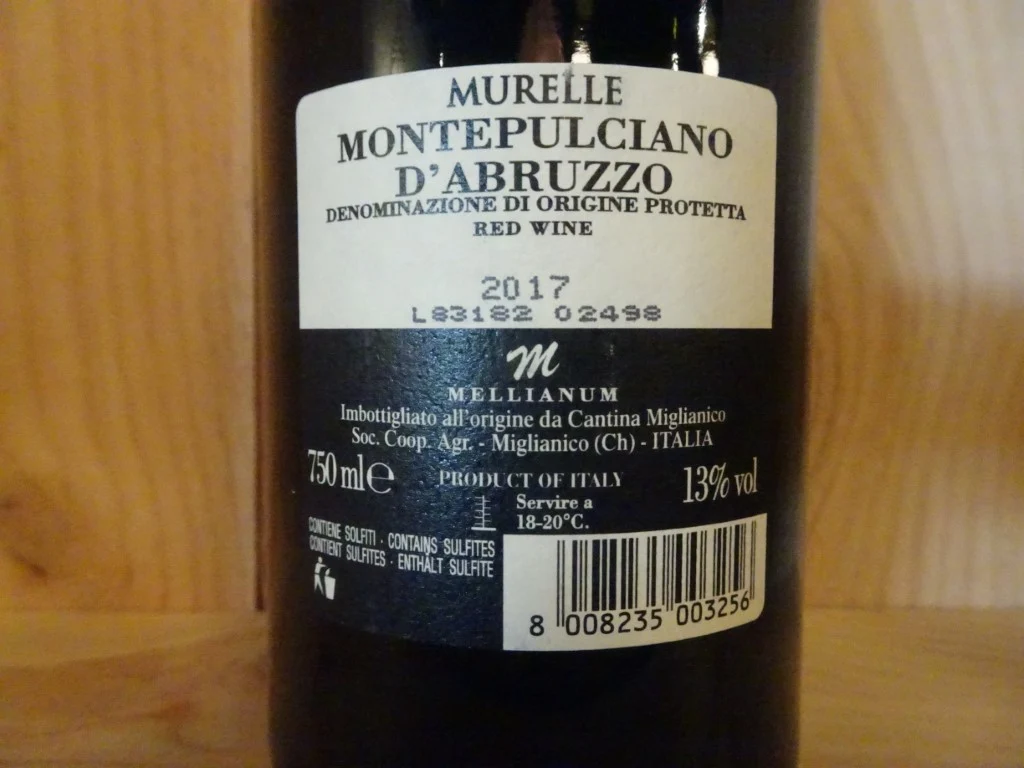 MURELLE
MONTEPULCIANO
D'ABRUZZO
DENOMINAZIONE DI ORIGINE PROTETTA
RED WINE
2017
L83182 02498
M
MELLIANUM
Imbottigliato all'origine da Cantina Miglianico
Soc. Coop. Agr. - Miglianico (Ch) - ITALIA
750 ml e
PRODUCT OF ITALY
13% vol
Servire a
18-20°C.
CONTIENE SOLFITI · CONTAINS SULFITES
CONTIENT SULFITES · ENTHÄLT SULFITE
8 008235 003256